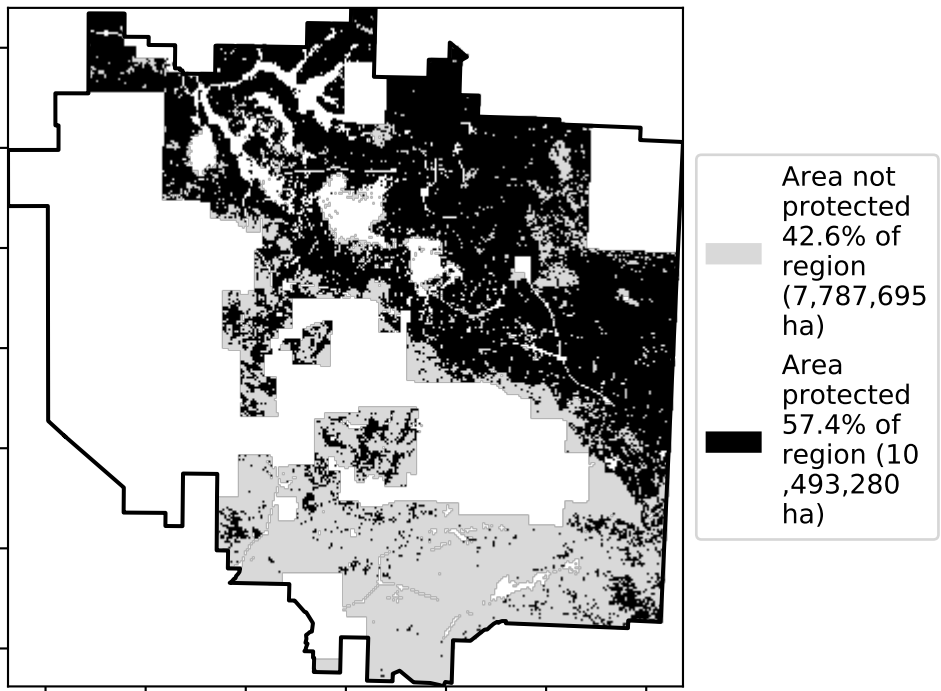 Area not
protected
42.6% of
region
(7,787,695
ha)
Area
protected
57.4% of
region (10
,493,280
ha)